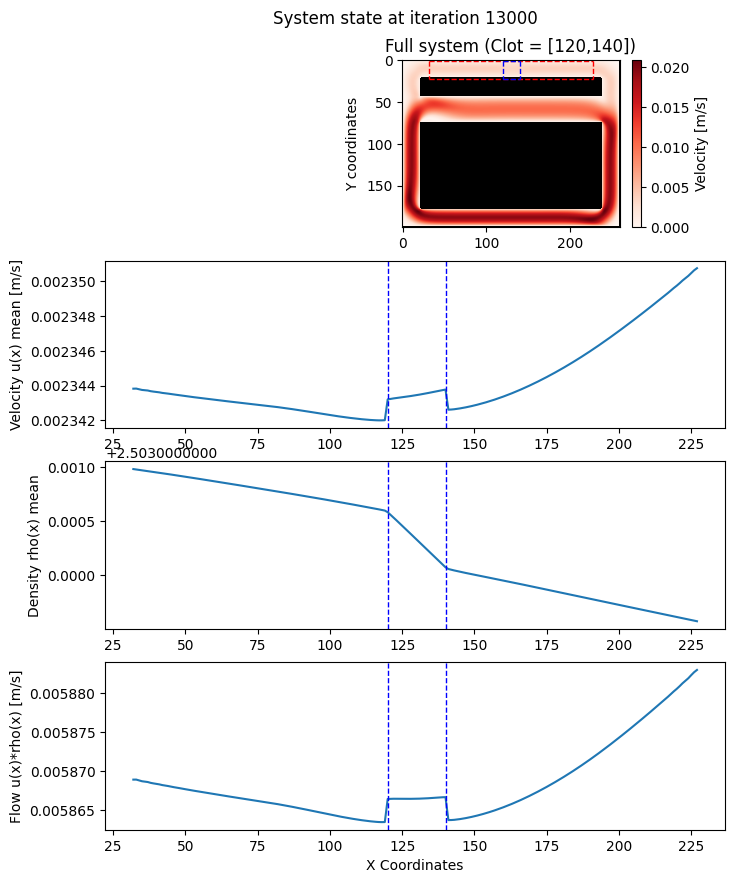 System state at iteration 13000
Full system (Clot = [120,140])
0
50
100
150
Y coordinates
0
100
200
0.020
0.015
0.010
0.005
0.000
Velocity [m/s]
0.002350
0.002348
0.002346
0.002344
0.002342
Velocity u(x) mean [m/s]
25 50 75 100 125 150 175 200 225
+2.5030000000
0.0010
0.0005
0.0000
Density rho(x) mean
25 50 75 100 125 150 175 200 225
0.005880
0.005875
0.005870
0.005865
Flow u(x)*rho(x) [m/s]
25 50 75 100 125 150 175 200 225
X Coordinates